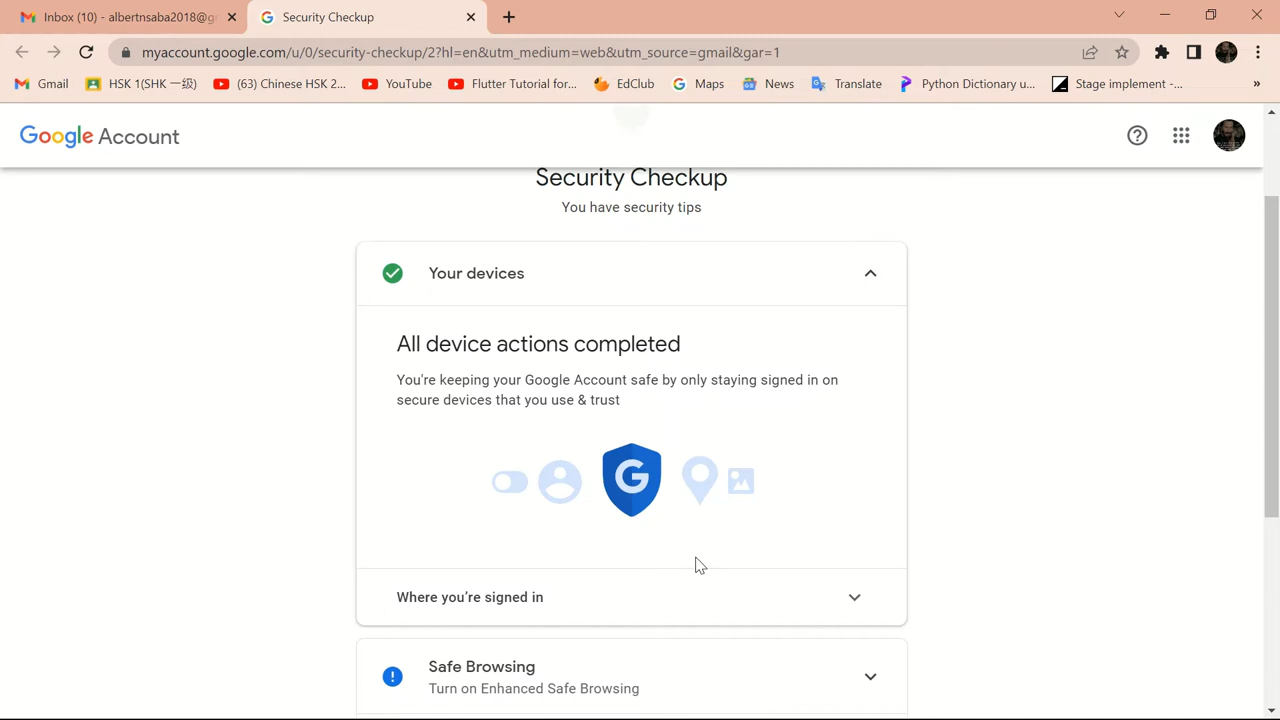 Inbox (10) - albertnsaba2018@g
Security Checkup
myaccount.google.com/u/0/security-checkup/2?hl=en&utm_medium=web&utm_source=gmail&gar=1
Gmail
HSK 1(SHK 一级)
(63) Chinese HSK 2...
YouTube
Flutter Tutorial for...
EdClub
Maps
News
Translate
Python Dictionary u...
Stage implement -...
»
Google Account
Security Checkup
You have security tips
Your devices
All device actions completed
You're keeping your Google Account safe by only staying signed in on
secure devices that you use & trust
G
Where you're signed in
Safe Browsing
Turn on Enhanced Safe Browsing